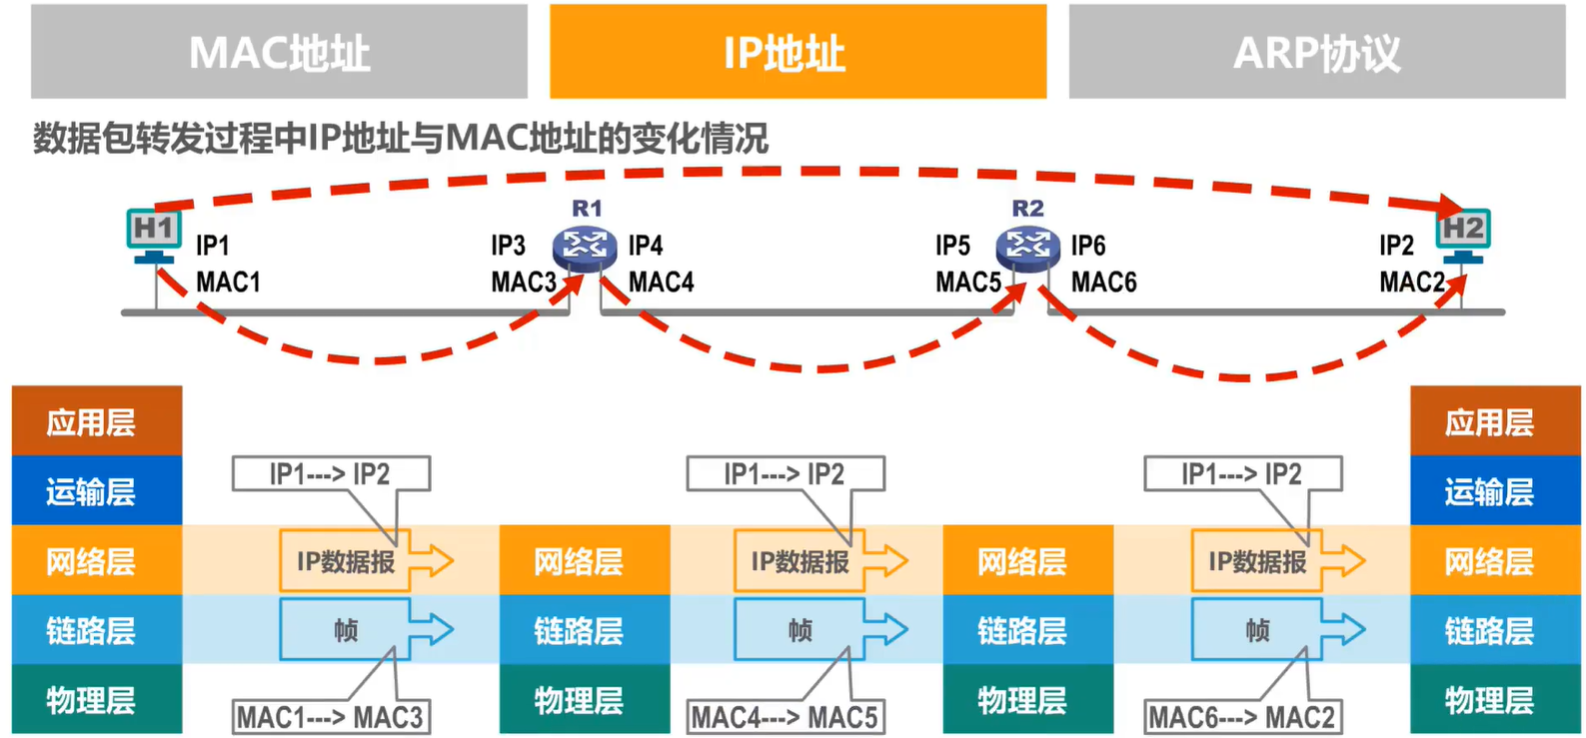 MAC地址
IP地址
ARP协议
数据包转发过程中IP地址与MAC地址的变化情况
H1
IP1
MAC1
R1
IP3
MAC3
IP4
MAC4
R2
IP5
MAC5
IP6
MAC6
H2
IP2
MAC2
应用层
运输层
网络层
链路层
物理层
IP1---> IP2
IP数据报
帧
MAC1---> MAC3
网络层
链路层
物理层
IP1---> IP2
IP数据报
帧
MAC4---> MAC5
网络层
链路层
物理层
IP1---> IP2
IP数据报
帧
MAC6---> MAC2
应用层
运输层
网络层
链路层
物理层